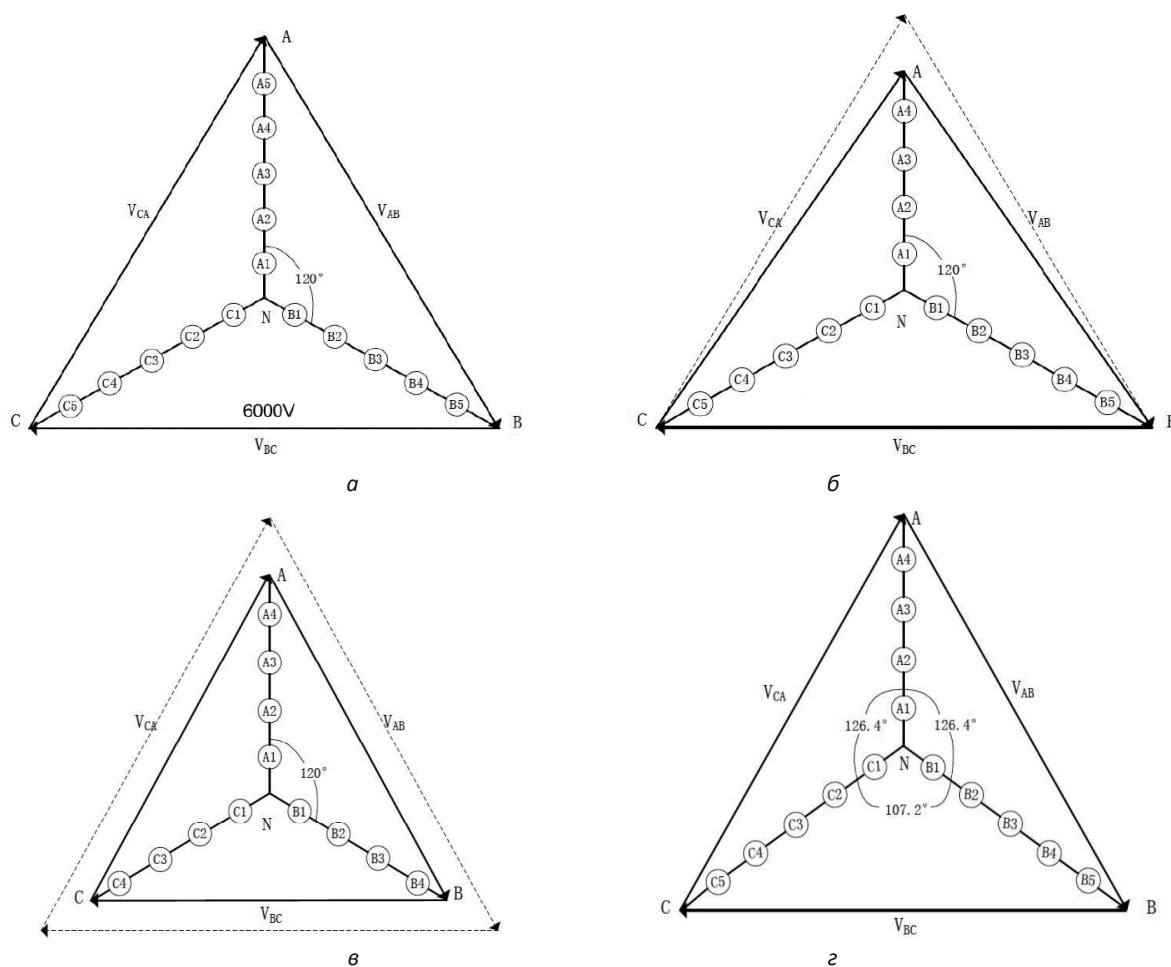 A
A5
A4
A3
A2
A1
V_CA
V_AB
120°
N
C1
C2
C3
C4
C5
B1
B2
B3
B4
B5
C
6000V
B
V_BC
а
A
A4
A3
A2
A1
V_CA
V_AB
120°
N
C1
C2
C3
C4
C5
B1
B2
B3
B4
B5
C
V_BC
б
A
A4
A3
A2
A1
V_CA
V_AB
120°
N
C1
C2
C3
C4
B1
B2
B3
B4
C
B
V_BC
в
A
A4
A3
A2
A1
V_CA
V_AB
126.4°
126.4°
N
107.2°
C1
C2
C3
C4
C5
B1
B2
B3
B4
B5
C
B
V_BC
г